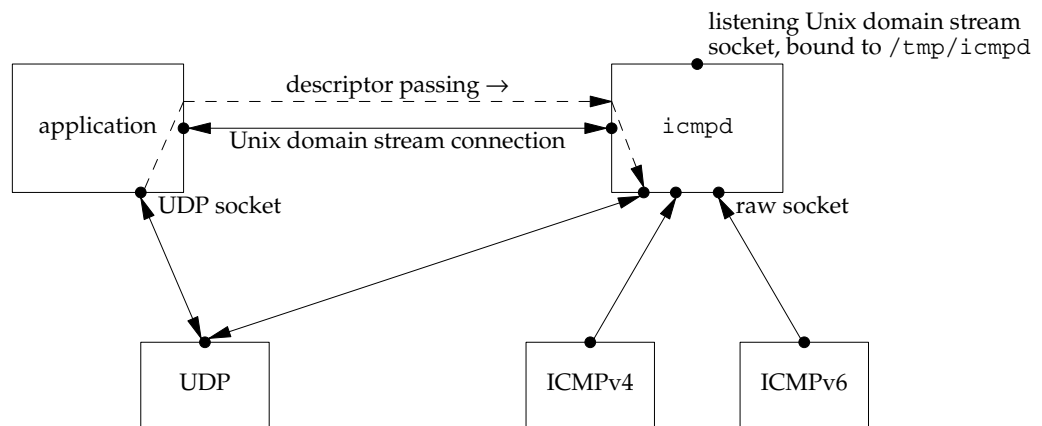 listening Unix domain stream
socket, bound to /tmp/icmpd
descriptor passing →
application
icmpd
Unix domain stream connection
UDP socket
raw socket
UDP
ICMPv4
ICMPv6